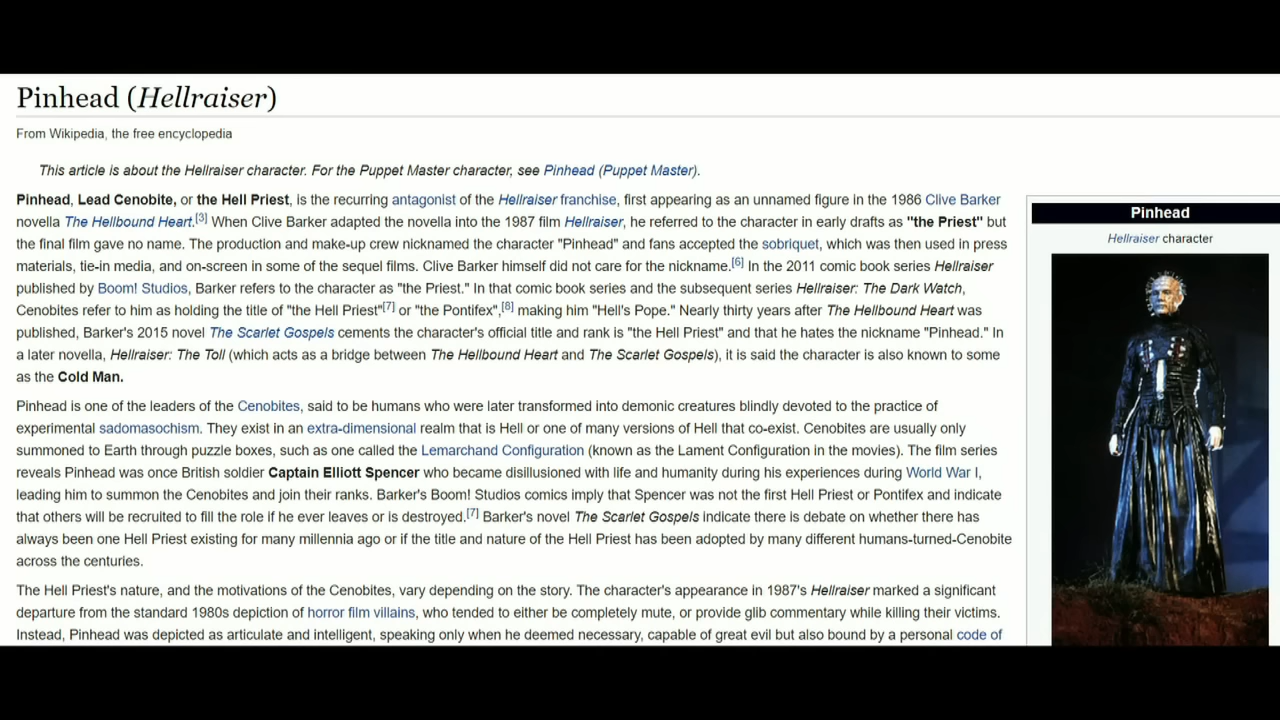 Pinhead (Hellraiser)
From Wikipedia, the free encyclopedia
This article is about the Hellraiser character. For the Puppet Master character, see Pinhead (Puppet Master).
Pinhead, Lead Cenobite, or the Hell Priest, is the recurring antagonist of the Hellraiser franchise, first appearing as an unnamed figure in the 1986 Clive Barker
novella The Hellbound Heart.[3] When Clive Barker adapted the novella into the 1987 film Hellraiser, he referred to the character in early drafts as "the Priest" but
the final film gave no name. The production and make-up crew nicknamed the character "Pinhead" and fans accepted the sobriquet, which was then used in press
materials, tie-in media, and on-screen in some of the sequel films. Clive Barker himself did not care for the nickname.[6] In the 2011 comic book series Hellraiser
published by Boom! Studios, Barker refers to the character as "the Priest." In that comic book series and the subsequent series Hellraiser: The Dark Watch,
Cenobites refer to him as holding the title of "the Hell Priest"[7] or "the Pontifex",[8] making him "Hell's Pope." Nearly thirty years after The Hellbound Heart was
published, Barker's 2015 novel The Scarlet Gospels cements the character's official title and rank is "the Hell Priest" and that he hates the nickname "Pinhead." In
a later novella, Hellraiser: The Toll (which acts as a bridge between The Hellbound Heart and The Scarlet Gospels), it is said the character is also known to some
as the Cold Man.
Pinhead is one of the leaders of the Cenobites, said to be humans who were later transformed into demonic creatures blindly devoted to the practice of
experimental sadomasochism. They exist in an extra-dimensional realm that is Hell or one of many versions of Hell that co-exist. Cenobites are usually only
summoned to Earth through puzzle boxes, such as one called the Lemarchand Configuration (known as the Lament Configuration in the movies). The film series
reveals Pinhead was once British soldier Captain Elliott Spencer who became disillusioned with life and humanity during his experiences during World War I,
leading him to summon the Cenobites and join their ranks. Barker's Boom! Studios comics imply that Spencer was not the first Hell Priest or Pontifex and indicate
that others will be recruited to fill the role if he ever leaves or is destroyed.[7] Barker's novel The Scarlet Gospels indicate there is debate on whether there has
always been one Hell Priest existing for many millennia ago or if the title and nature of the Hell Priest has been adopted by many different humans-turned-Cenobite
across the centuries.
The Hell Priest's nature, and the motivations of the Cenobites, vary depending on the story. The character's appearance in 1987's Hellraiser marked a significant
departure from the standard 1980s depiction of horror film villains, who tended to either be completely mute, or provide glib commentary while killing their victims.
Instead, Pinhead was depicted as articulate and intelligent, speaking only when he deemed necessary, capable of great evil but also bound by a personal code of
Pinhead
Hellraiser character